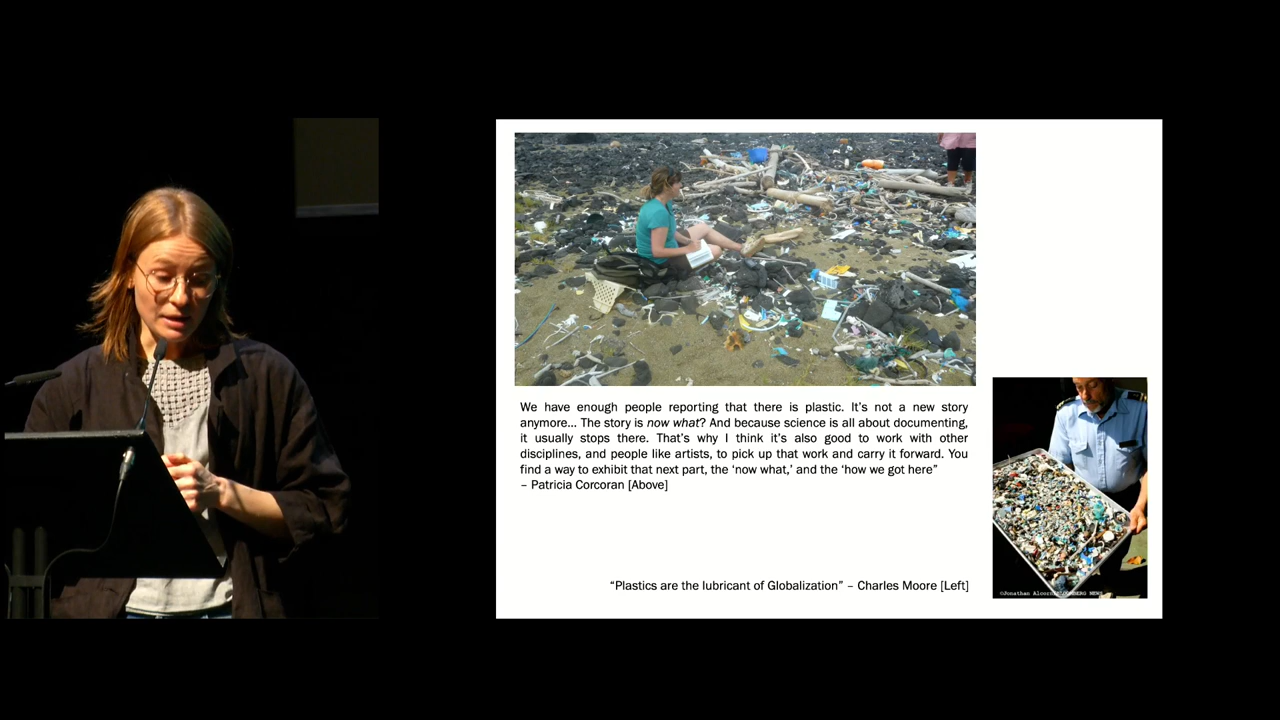 We have enough people reporting that there is plastic. It’s not a new story
anymore... The story is now what? And because science is all about documenting,
it usually stops there. That’s why I think it’s also good to work with other
disciplines, and people like artists, to pick up that work and carry it forward. You
find a way to exhibit that next part, the ‘now what,’ and the ‘how we got here”
– Patricia Corcoran [Above]
“Plastics are the lubricant of Globalization” – Charles Moore [Left]
©Jonathan Alcorn/ NEWS